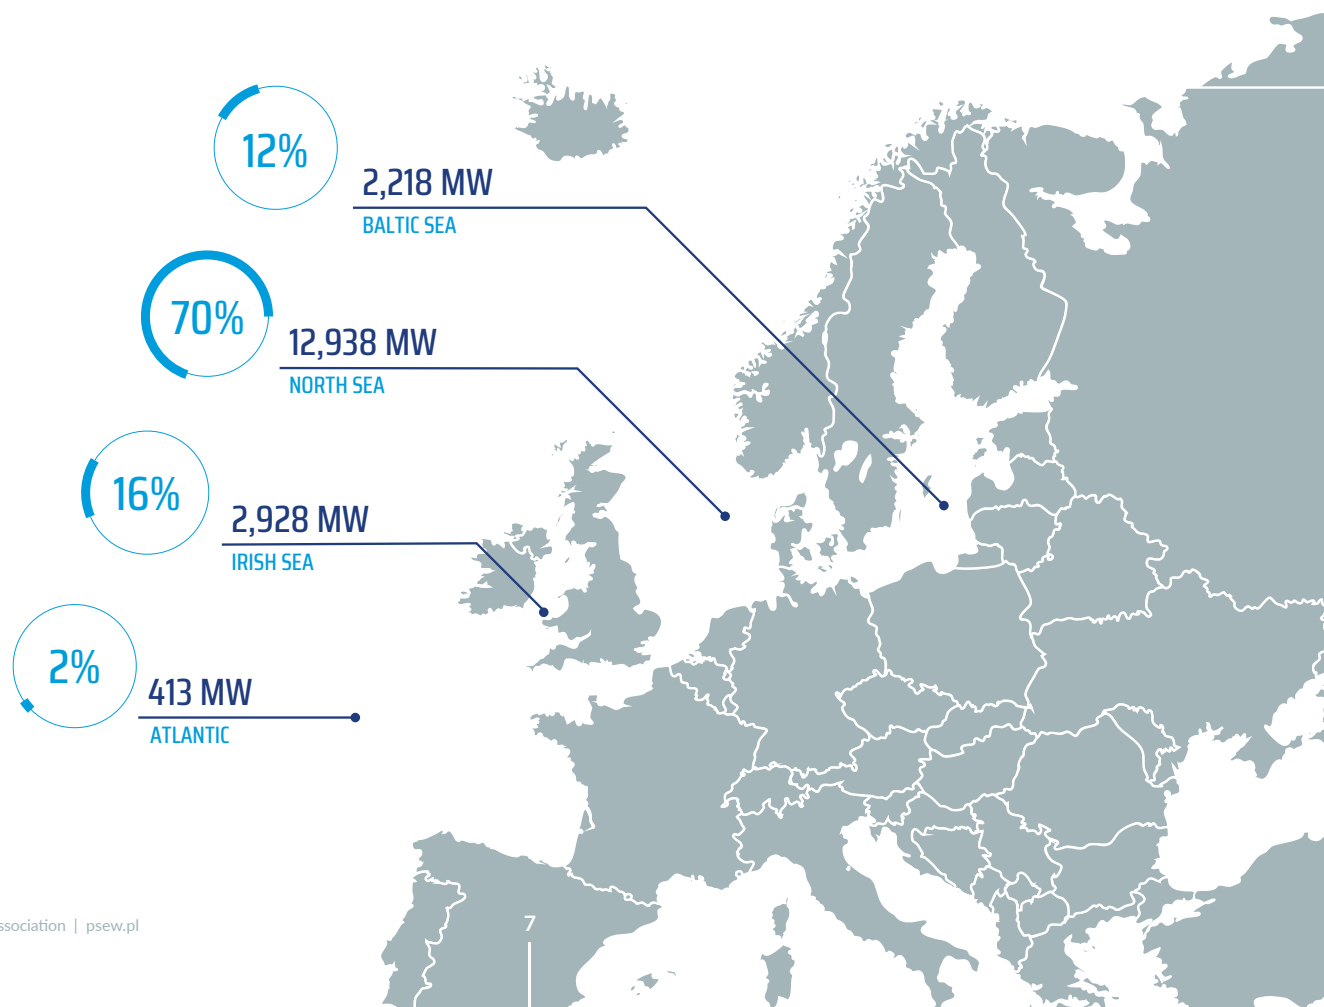 12%
2,218 MW
BALTIC SEA
70%
12,938 MW
NORTH SEA
16%
2,928 MW
IRISH SEA
2%
413 MW
ATLANTIC
ssociation | psew.pl
7